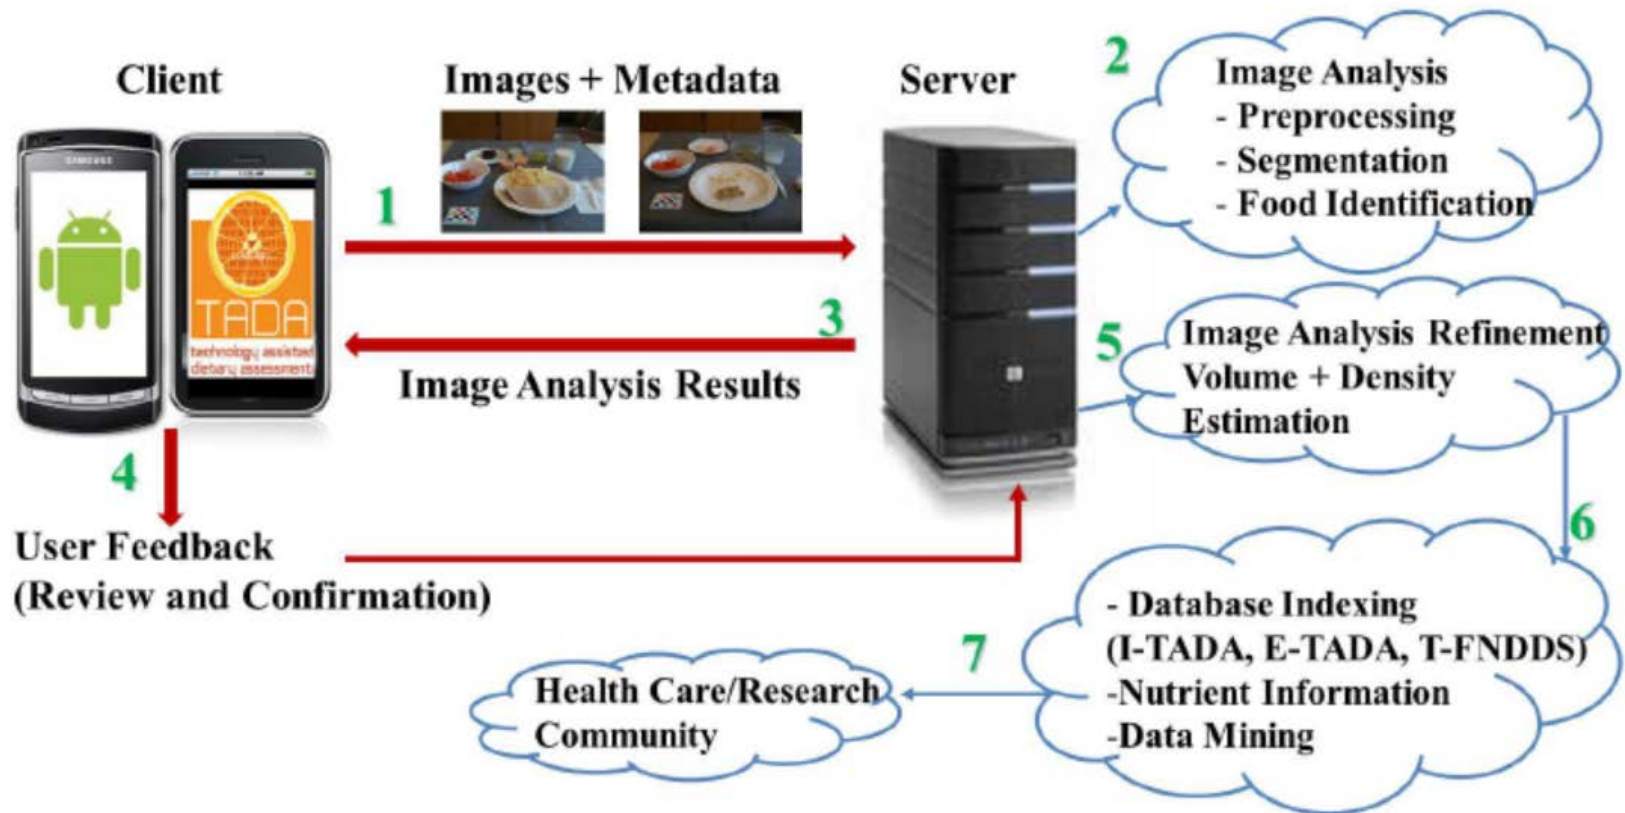 Client
Images + Metadata
Server
SAMSUNG
TADA
technology assisted
dietary assessment
1
2
Image Analysis
- Preprocessing
- Segmentation
- Food Identification
3
Image Analysis Results
5
Image Analysis Refinement
Volume + Density
Estimation
4
User Feedback
(Review and Confirmation)
6
- Database Indexing
(I-TADA, E-TADA, T-FNDDS)
-Nutrient Information
-Data Mining
7
Health Care/Research
Community